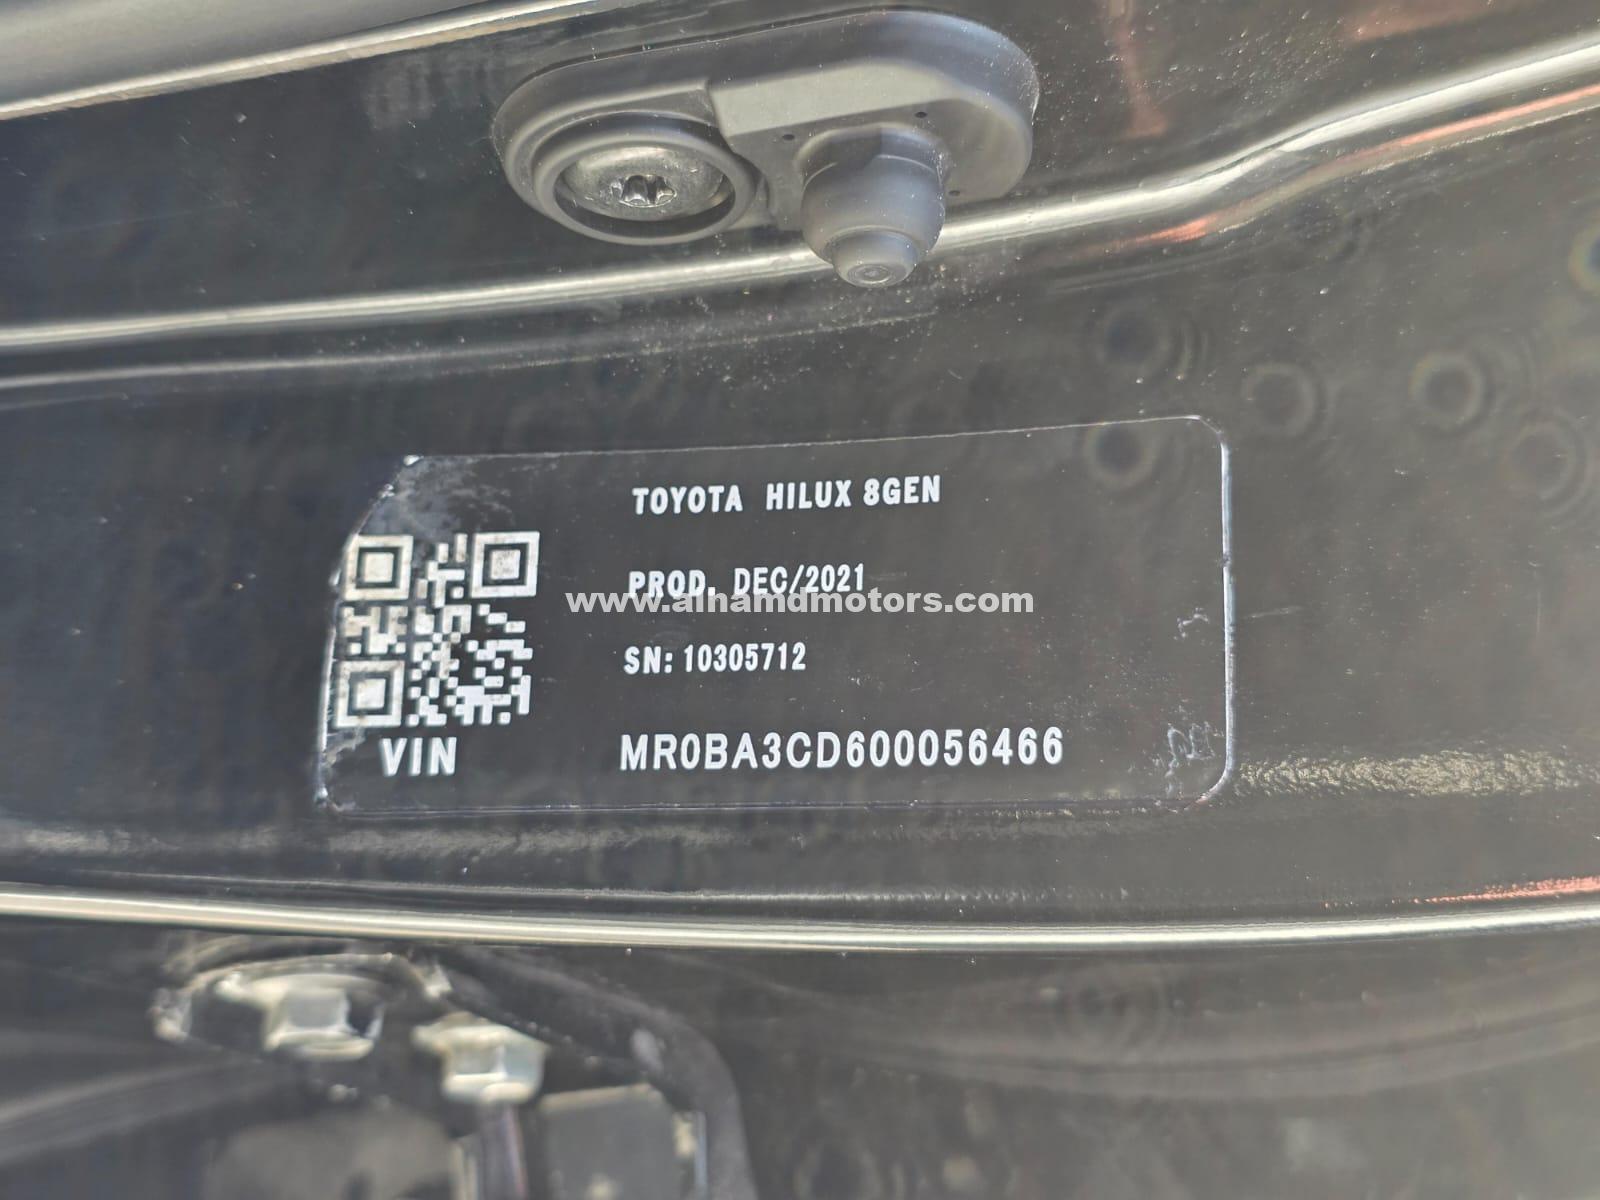 TOYOTA HILUX 8GEN
PROD. DEC/2021
www.alhamdmotors.com
SN: 10305712
VIN MR0BA3CD600056466